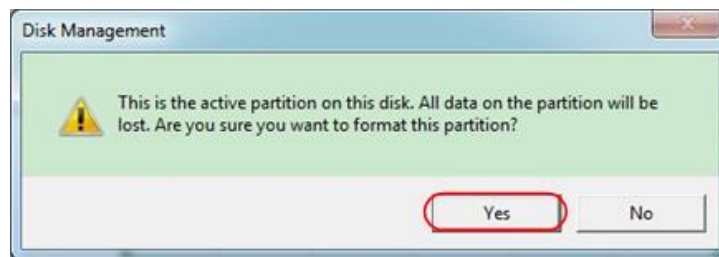 Disk Management
This is the active partition on this disk. All data on the partition will be
lost. Are you sure you want to format this partition?
Yes
No